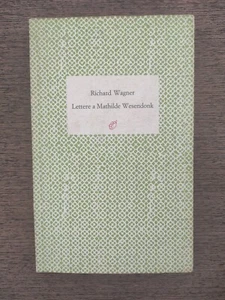 Richard Wagner
Lettere a Mathilde Wesendonk